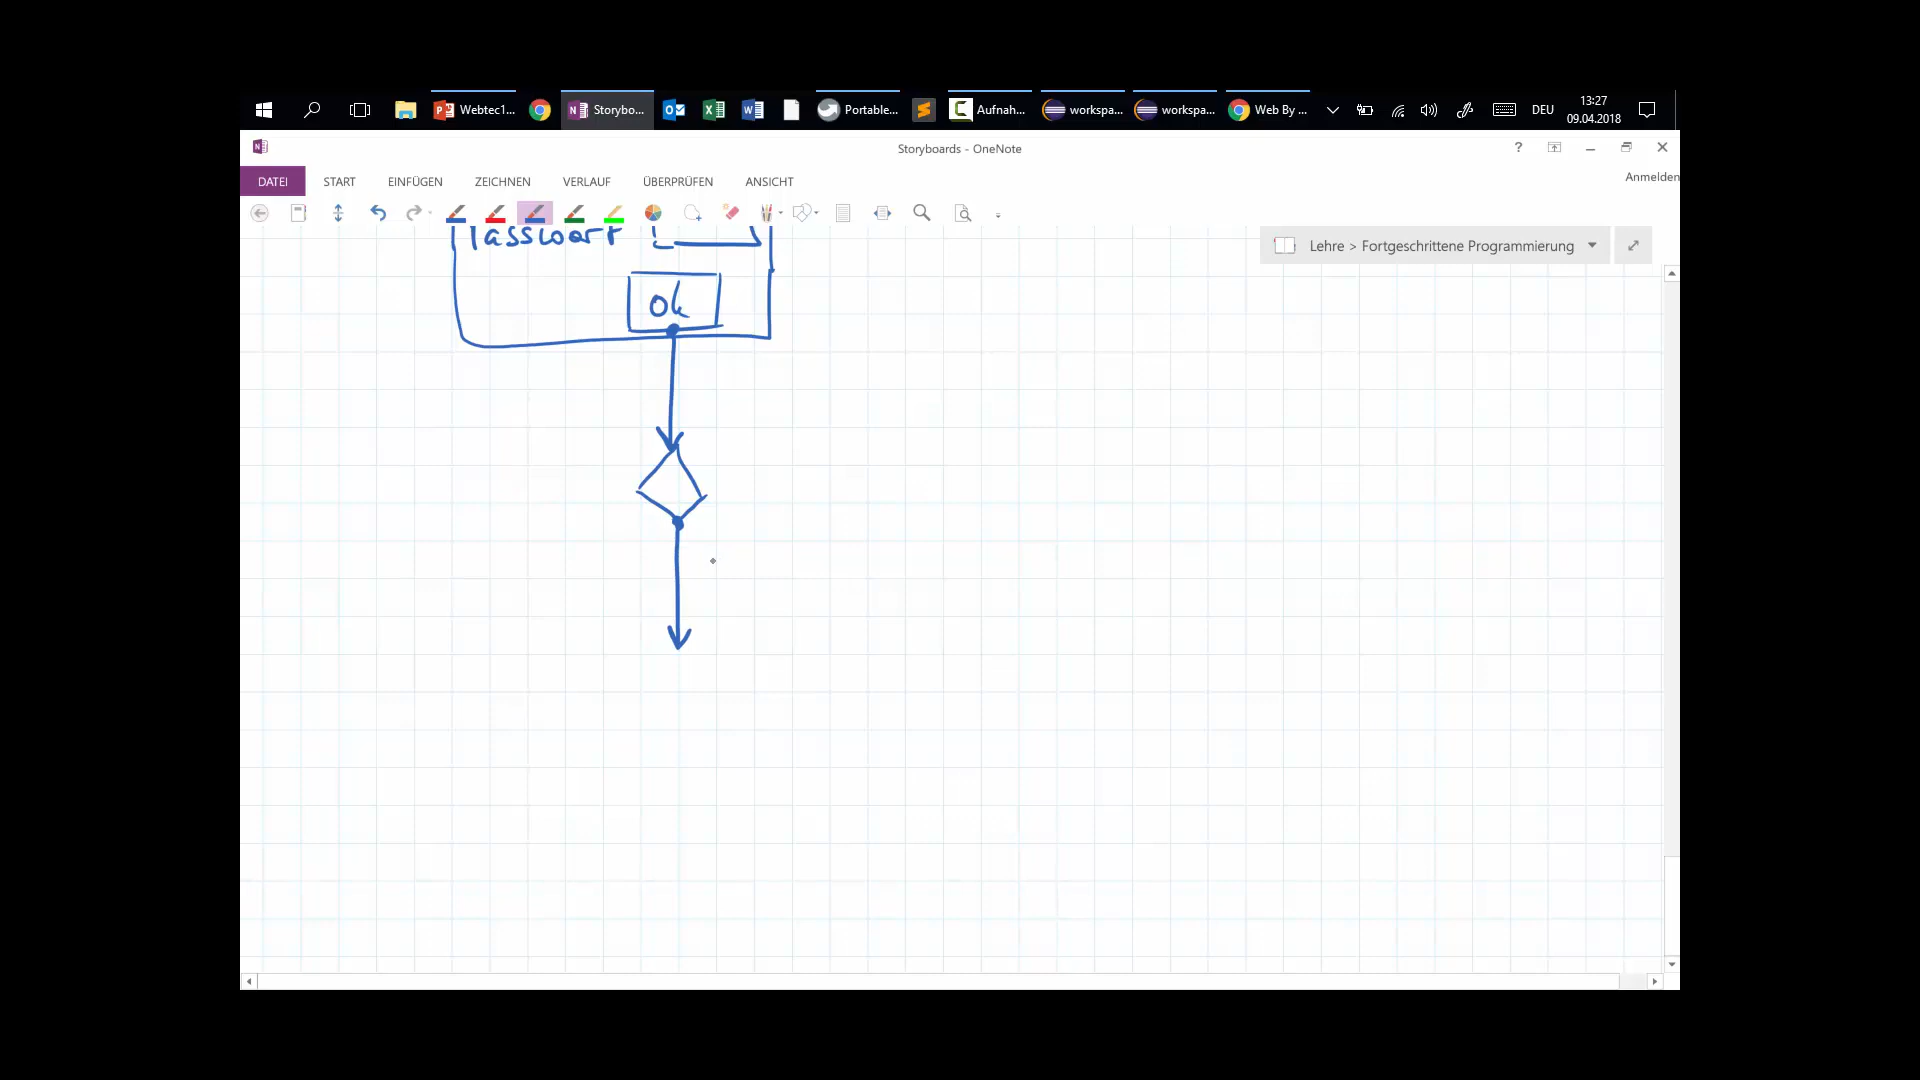 Webtec1...
Storybo...
Portable...
Aufnah...
workspa...
workspa...
Web By ...
DEU
13:27
09.04.2018
Storyboards - OneNote
?
DATEI
START
EINFÜGEN
ZEICHNEN
VERLAUF
ÜBERPRÜFEN
ANSICHT
Anmelden
Passwort
Lehre > Fortgeschrittene Programmierung
ok